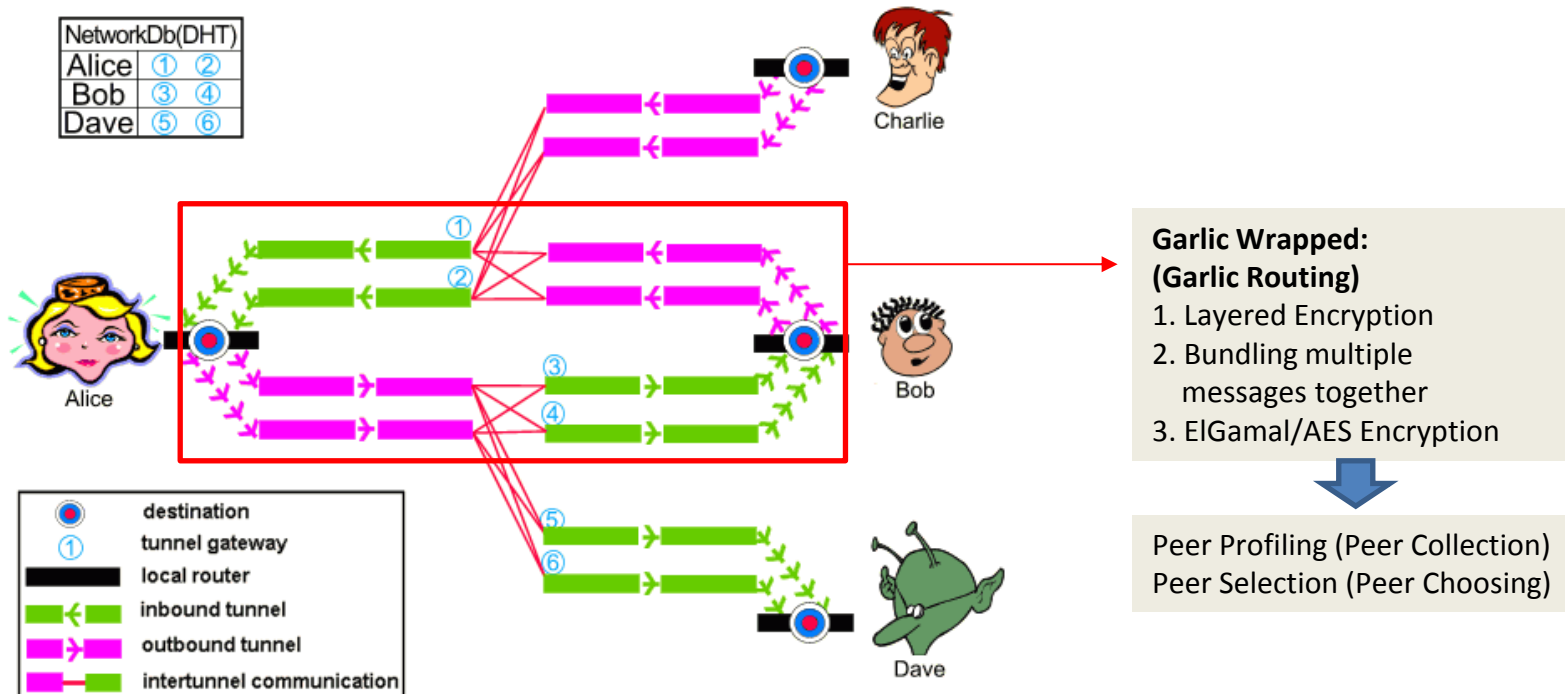 NetworkDb(DHT)
Alice ① ②
Bob ③ ④
Dave ⑤ ⑥
Charlie
①
②
Alice
③
④
Bob
⑤
⑥
Dave
destination
① tunnel gateway
local router
inbound tunnel
outbound tunnel
intertunnel communication
Garlic Wrapped:
(Garlic Routing)
1. Layered Encryption
2. Bundling multiple
messages together
3. ElGamal/AES Encryption
Peer Profiling (Peer Collection)
Peer Selection (Peer Choosing)